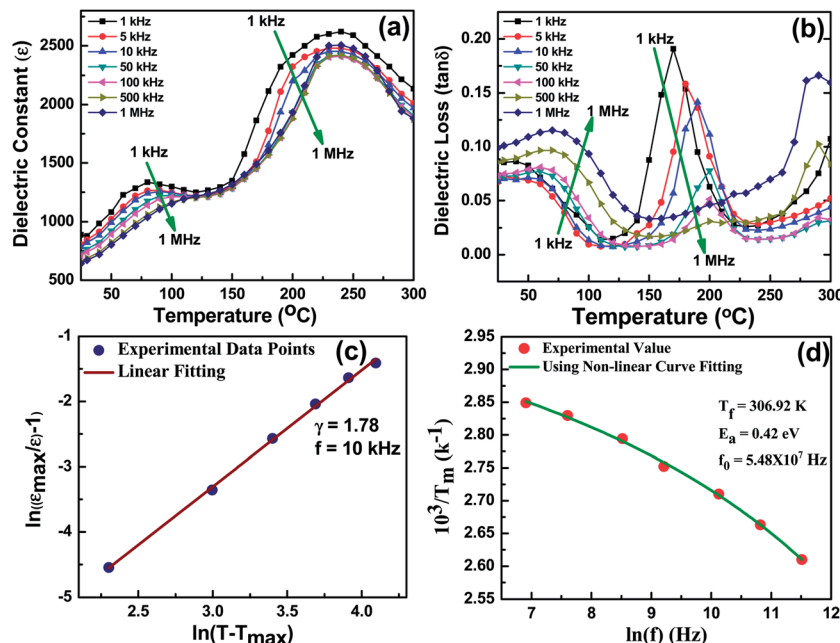 (a)
1 kHz
5 kHz
10 kHz
50 kHz
100 kHz
500 kHz
1 MHz
1 kHz
1 MHz
1 kHz
1 MHz
Dielectric Constant (ε)
2500
2000
1500
1000
500
50 100 150 200 250 300
Temperature (OC)
(b)
1 kHz
5 kHz
10 kHz
50 kHz
100 kHz
500 kHz
1 MHz
1 kHz
1 MHz
1 kHz
1 MHz
Dielectric Loss (tanδ)
0.20
0.15
0.10
0.05
0.00
50 100 150 200 250 300
Temperature (oC)
(c)
Experimental Data Points
Linear Fitting
γ = 1.78
f = 10 kHz
ln((εmax/ε)-1)
-1
-2
-3
-4
-5
2.5 3.0 3.5 4.0
ln(T-Tmax)
(d)
Experimental Value
Using Non-linear Curve Fitting
Tf = 306.92 K
Ea = 0.42 eV
f0 = 5.48X10^7 Hz
10^3/Tm (k^-1)
2.95
2.90
2.85
2.80
2.75
2.70
2.65
2.60
2.55
7 8 9 10 11 12
ln(f) (Hz)